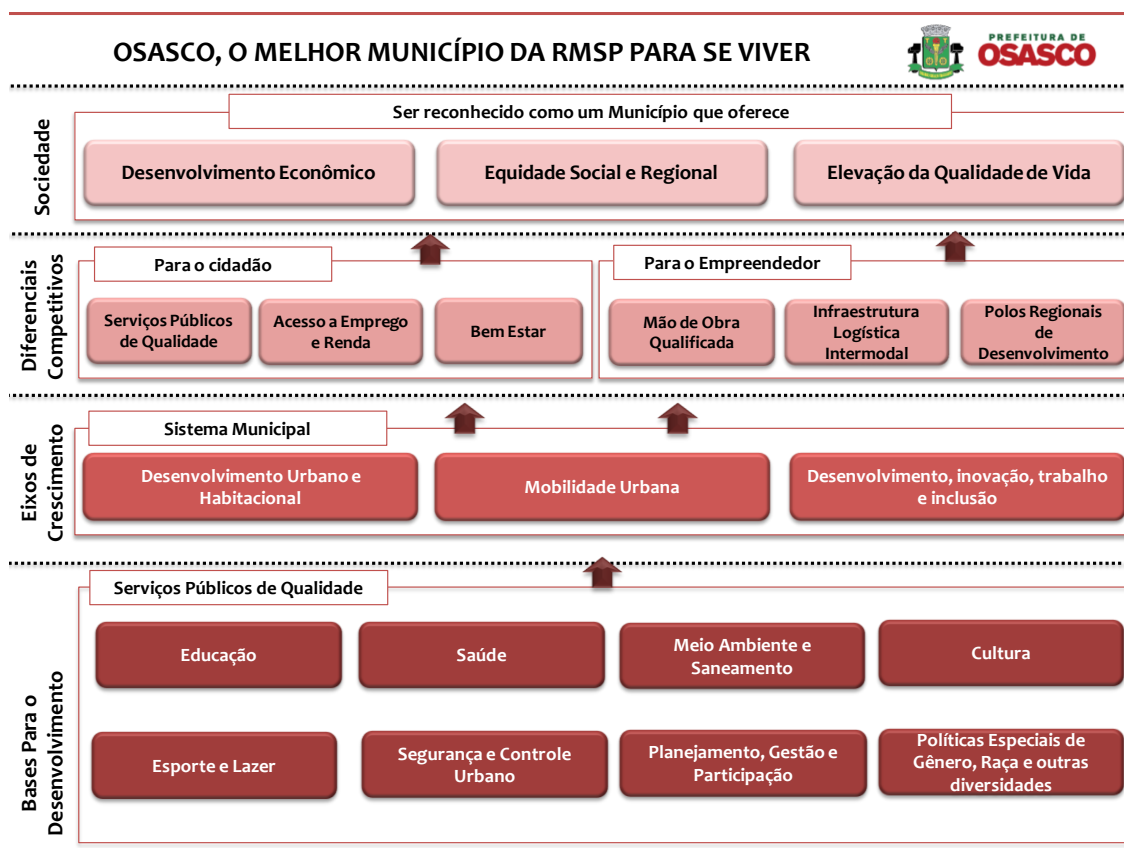 OSASCO, O MELHOR MUNICÍPIO DA RMSP PARA SE VIVER
PREFEITURA DE
OSASCO
Sociedade
Ser reconhecido como um Município que oferece
Desenvolvimento Econômico
Equidade Social e Regional
Elevação da Qualidade de Vida
Diferenciais
Competitivos
Para o cidadão
Serviços Públicos
de Qualidade
Acesso a Emprego
e Renda
Bem Estar
Para o Empreendedor
Mão de Obra
Qualificada
Infraestrutura
Logística
Intermodal
Polos Regionais
de
Desenvolvimento
Eixos de
Crescimento
Sistema Municipal
Desenvolvimento Urbano e
Habitacional
Mobilidade Urbana
Desenvolvimento, inovação, trabalho
e inclusão
Bases Para o
Desenvolvimento
Serviços Públicos de Qualidade
Educação
Saúde
Meio Ambiente e
Saneamento
Cultura
Esporte e Lazer
Segurança e Controle
Urbano
Planejamento, Gestão e
Participação
Políticas Especiais de
Gênero, Raça e outras
diversidades